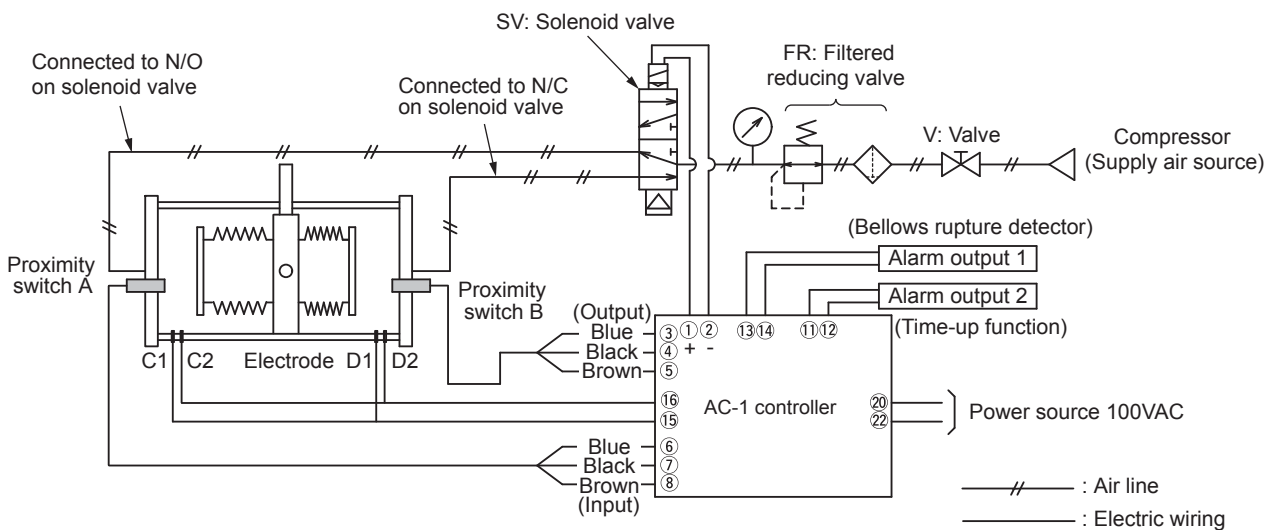 SV: Solenoid valve
Connected to N/O
on solenoid valve
Connected to N/C
on solenoid valve
FR: Filtered
reducing valve
V: Valve
Compressor
(Supply air source)
Proximity
switch A
Proximity
switch B
C1 C2 Electrode D1 D2
(Bellows rupture detector)
Alarm output 1
Alarm output 2
(Time-up function)
(Output)
Blue
Black
Brown
③ ① ② ⑬ ⑭ ⑪ ⑫
④ + -
⑤
⑯
⑮
AC-1 controller
⑳
㉒
Power source 100VAC
Blue ⑥
Black ⑦
Brown ⑧
(Input)
: Air line
: Electric wiring